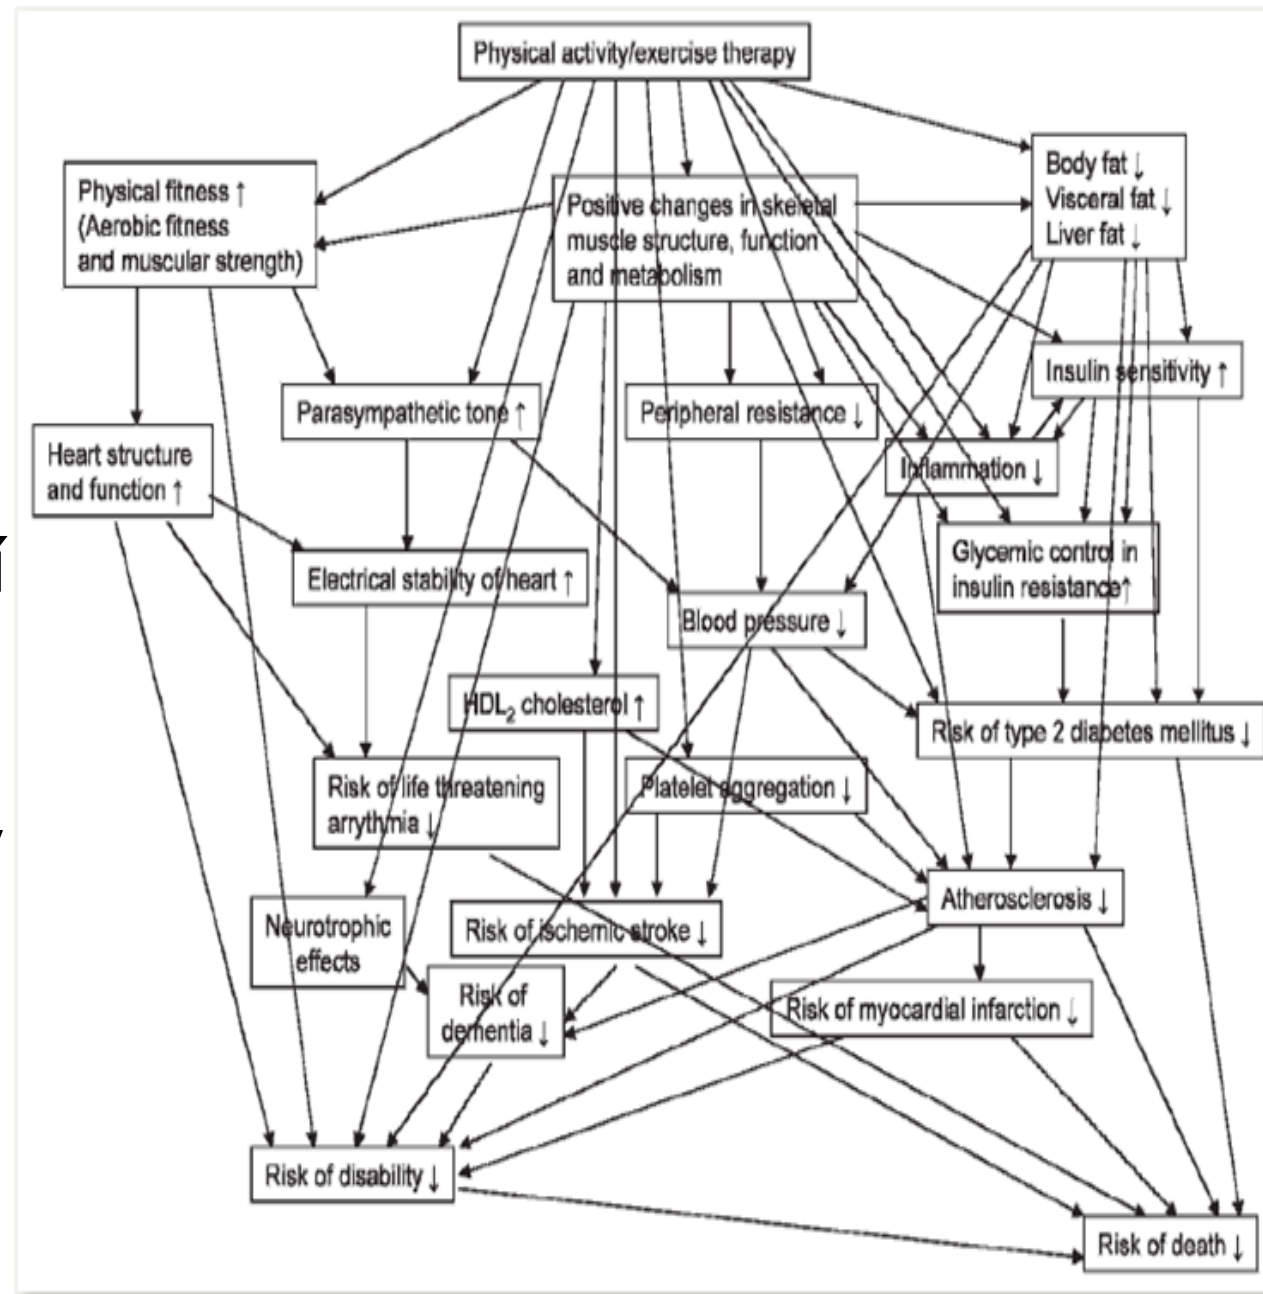 Physical activity/exercise therapy
Physical fitness ↑
(Aerobic fitness
and muscular strength)
Positive changes in skeletal
muscle structure, function
and metabolism
Body fat ↓
Visceral fat ↓
Liver fat ↓
Insulin sensitivity ↑
Parasympathetic tone ↑
Peripheral resistance ↓
Heart structure
and function ↑
Inflammation ↓
Electrical stability of heart ↑
Glycemic control in
insulin resistance↑
Blood pressure ↓
HDL₂ cholesterol ↑
Risk of type 2 diabetes mellitus ↓
Risk of life threatening
arrythmia ↓
Platelet aggregation ↓
Atherosclerosis ↓
Neurotrophic
effects
Risk of ischemic stroke ↓
Risk of
dementia ↓
Risk of myocardial infarction ↓
Risk of disability ↓
Risk of death ↓